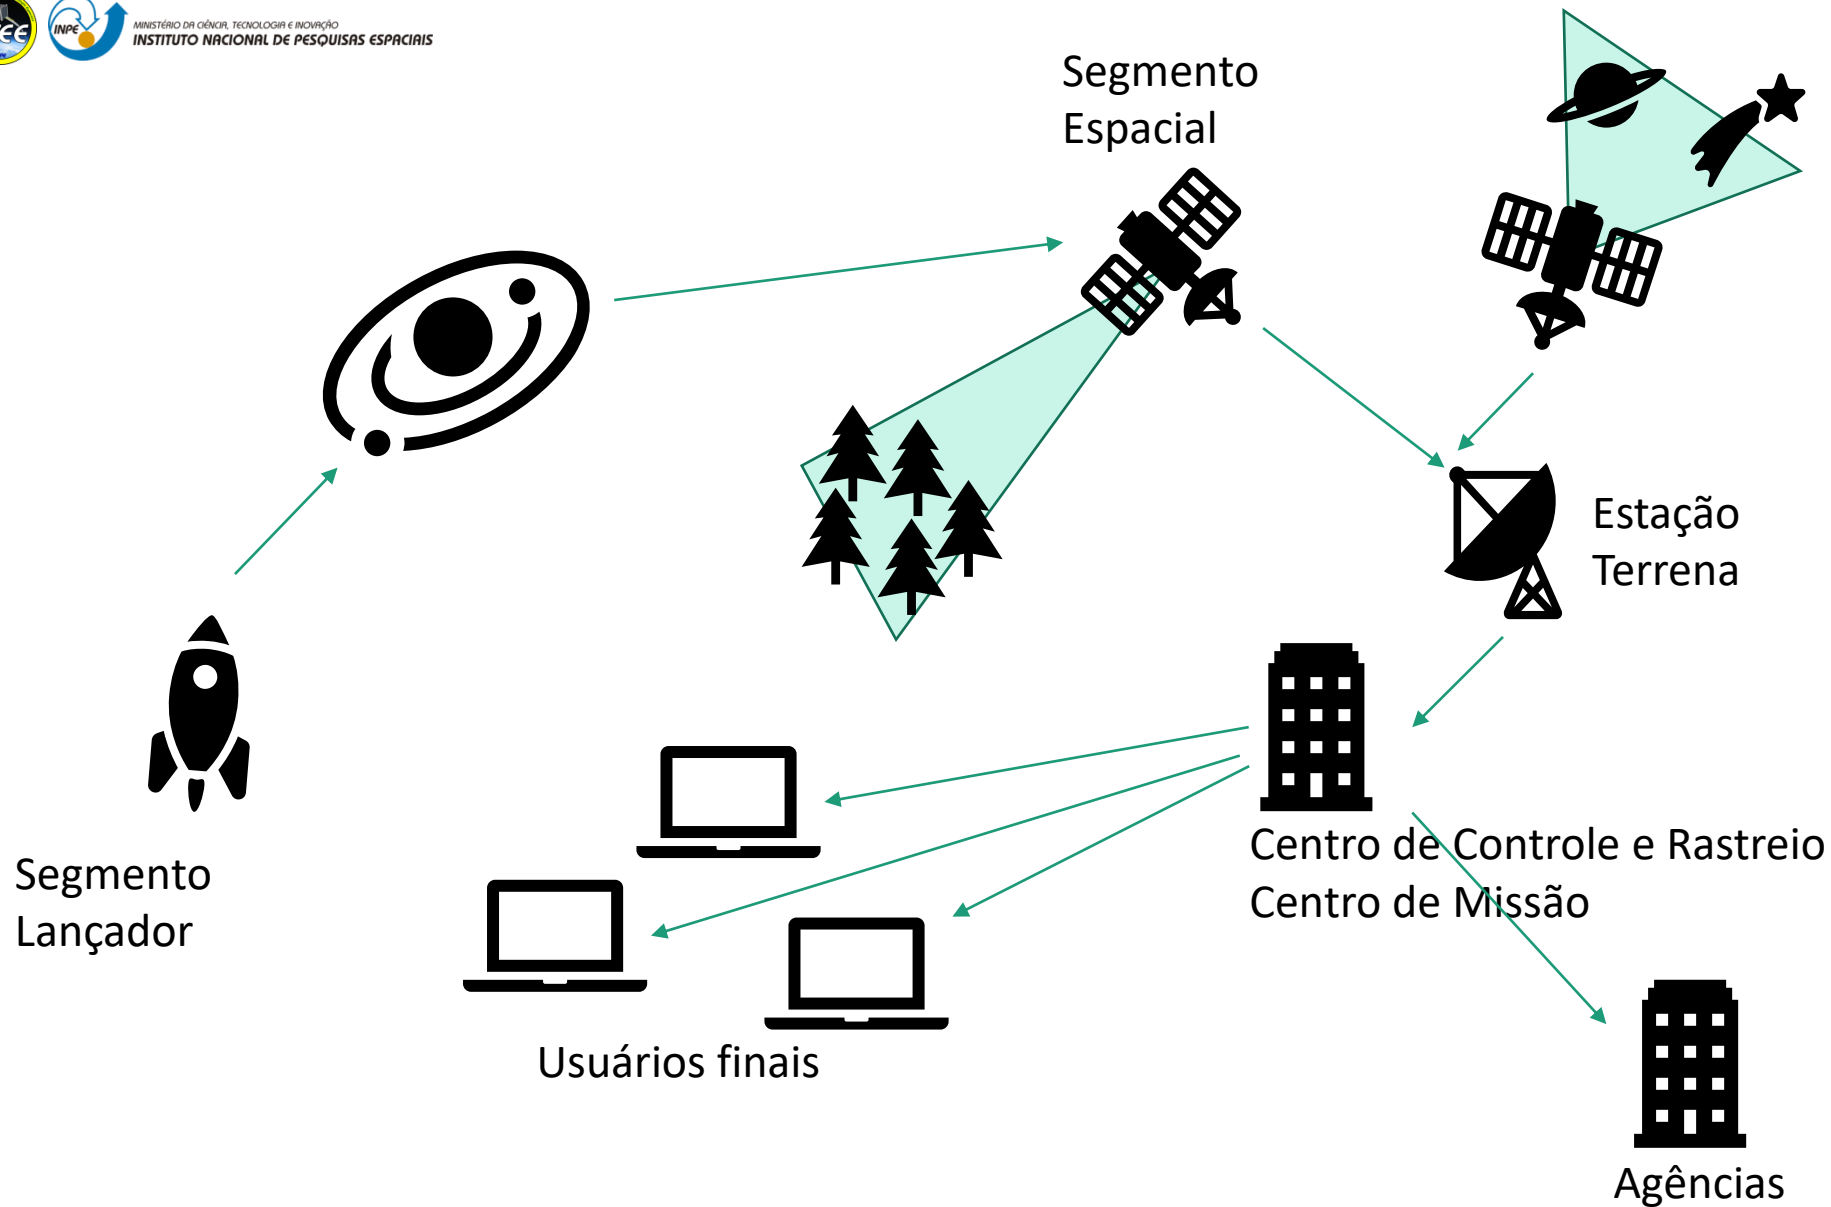 INPE
MINISTÉRIO DA CIÊNCIA, TECNOLOGIA E INOVAÇÃO
INSTITUTO NACIONAL DE PESQUISAS ESPACIAIS
Segmento
Espacial
Estação
Terrena
Segmento
Lançador
Centro de Controle e Rastreio
Centro de Missão
Usuários finais
Agências